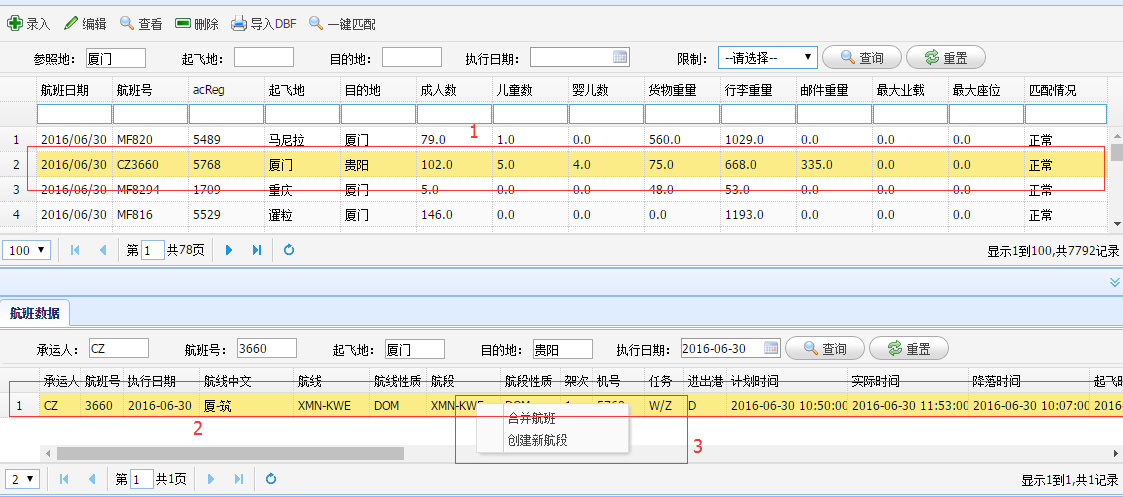 录入 编辑 查看 删除 导入DBF 一键匹配
参照地: 厦门 起飞地: 目的地: 执行日期: 限制: --请选择-- 查询 重置
航班日期 航班号 acReg 起飞地 目的地 成人数 儿童数 婴儿数 货物重量 行李重量 邮件重量 最大业载 最大座位 匹配情况
1 2016/06/30 MF820 5489 马尼拉 厦门 79.0 1 1.0 0.0 560.0 1029.0 0.0 0.0 0.0 正常
2 2016/06/30 CZ3660 5768 厦门 贵阳 102.0 5.0 4.0 75.0 668.0 335.0 0.0 0.0 正常
3 2016/06/30 MF8294 1709 重庆 厦门 5.0 0.0 0.0 48.0 53.0 0.0 0.0 0.0 正常
4 2016/06/30 MF816 5529 暹粒 厦门 146.0 0.0 0.0 0.0 1193.0 0.0 0.0 0.0 正常
100 第 1 共78页 显示1到100,共7792记录
航班数据
承运人: CZ 航班号: 3660 起飞地: 厦门 目的地: 贵阳 执行日期: 2016-06-30 查询 重置
承运人 航班号 执行日期 航线中文 航线 航线性质 航段 航段性质 架次 机号 任务 进出港 计划时间 实际时间 降落时间 起飞时
1 CZ 3660 2016-06-30 厦-筑 XMN-KWE DOM XMN-KWE DOM 1 5768 W/Z D 2016-06-30 10:50:00 2016-06-30 11:53:00 2016-06-30 10:07:00 2016-
合并航班
2
创建新航段
3
2 第 1 共1页 显示1到1,共1记录